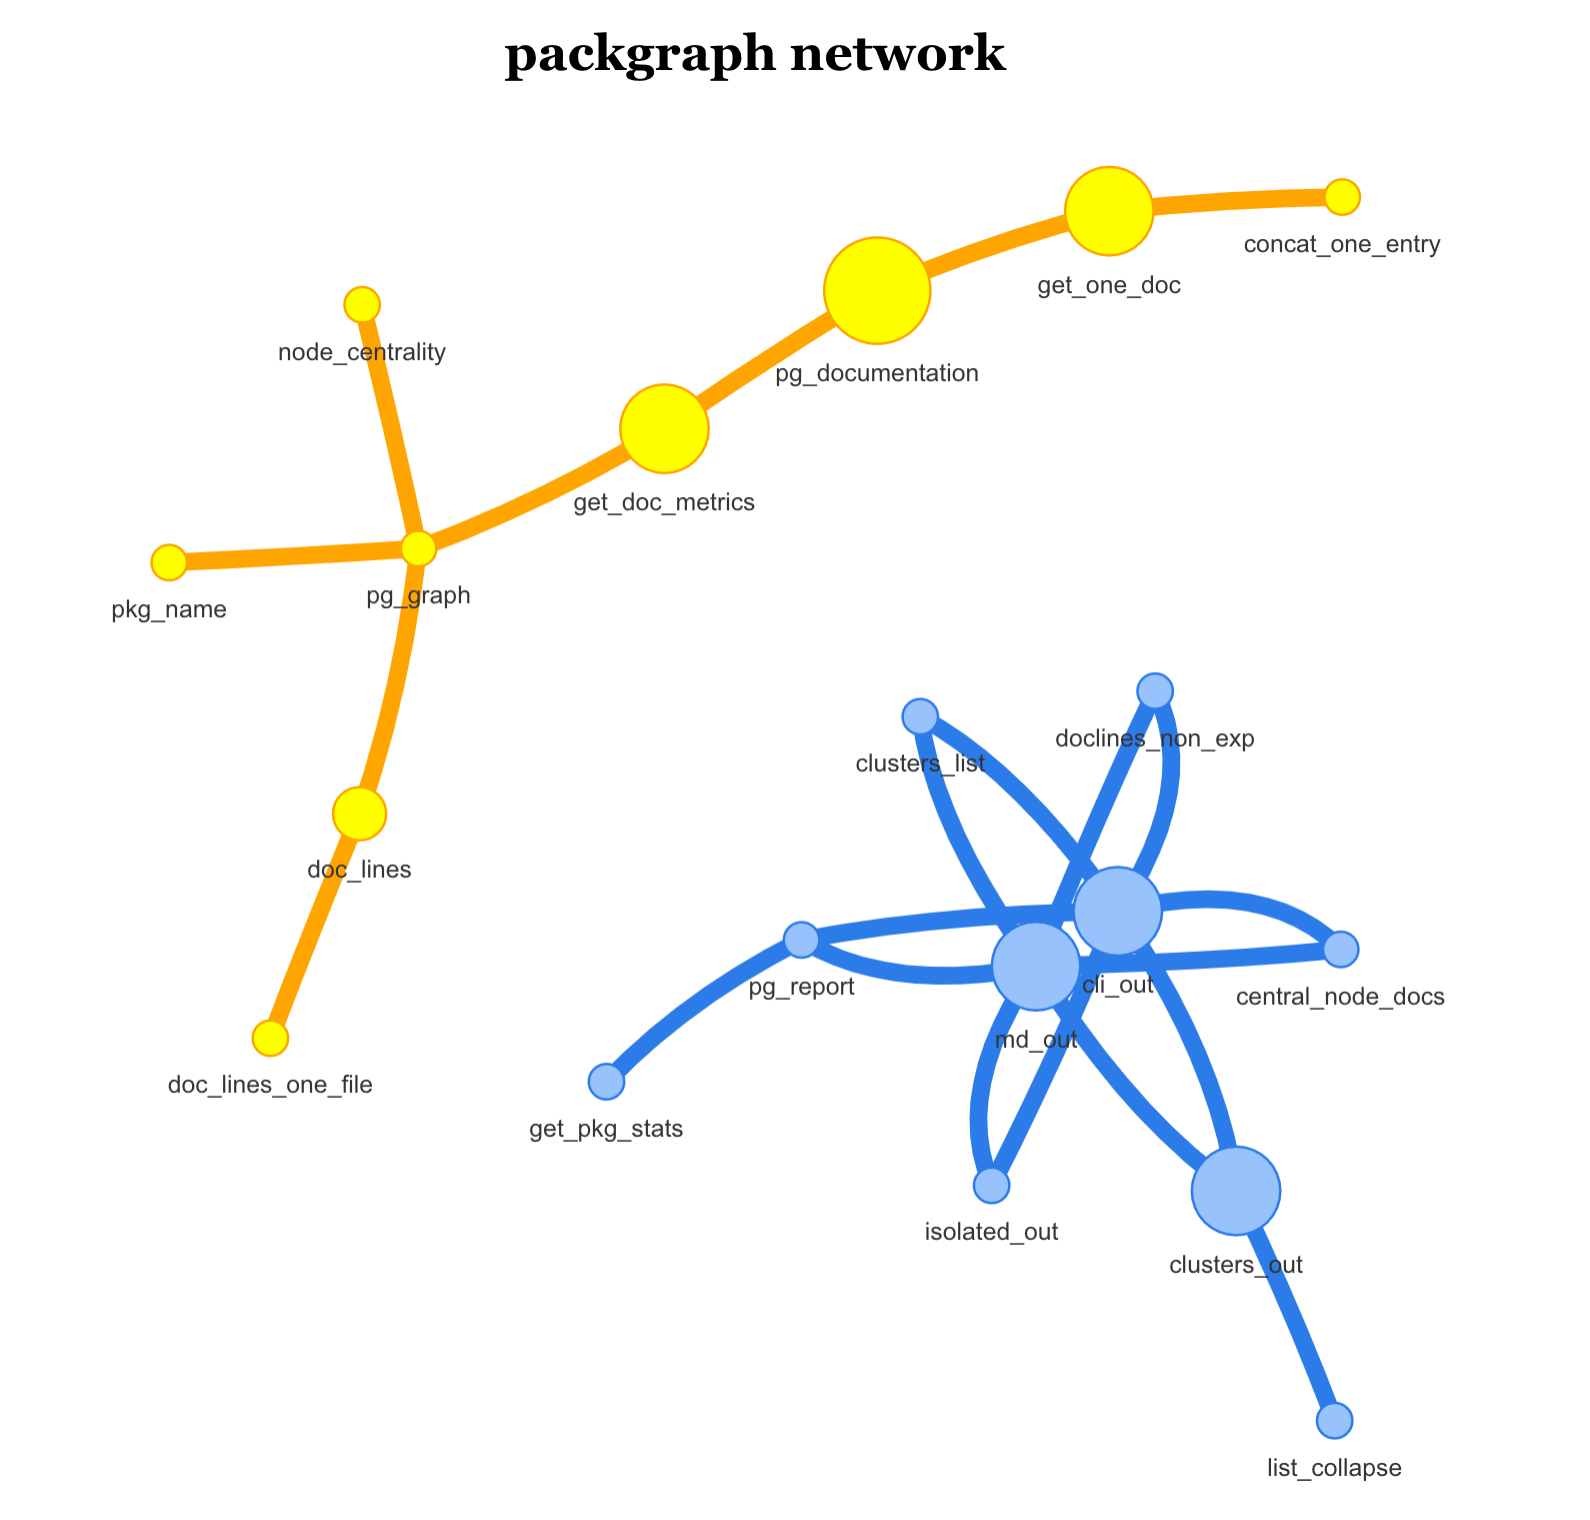 packgraph network
concat_one_entry
get_one_doc
node_centrality
pg_documentation
get_doc_metrics
pg_graph
pkg_name
doclines_non_exp
clusters_list
doc_lines
cli_out
pg_report
central_node_docs
md_out
doc_lines_one_file
get_pkg_stats
isolated_out
clusters_out
list_collapse